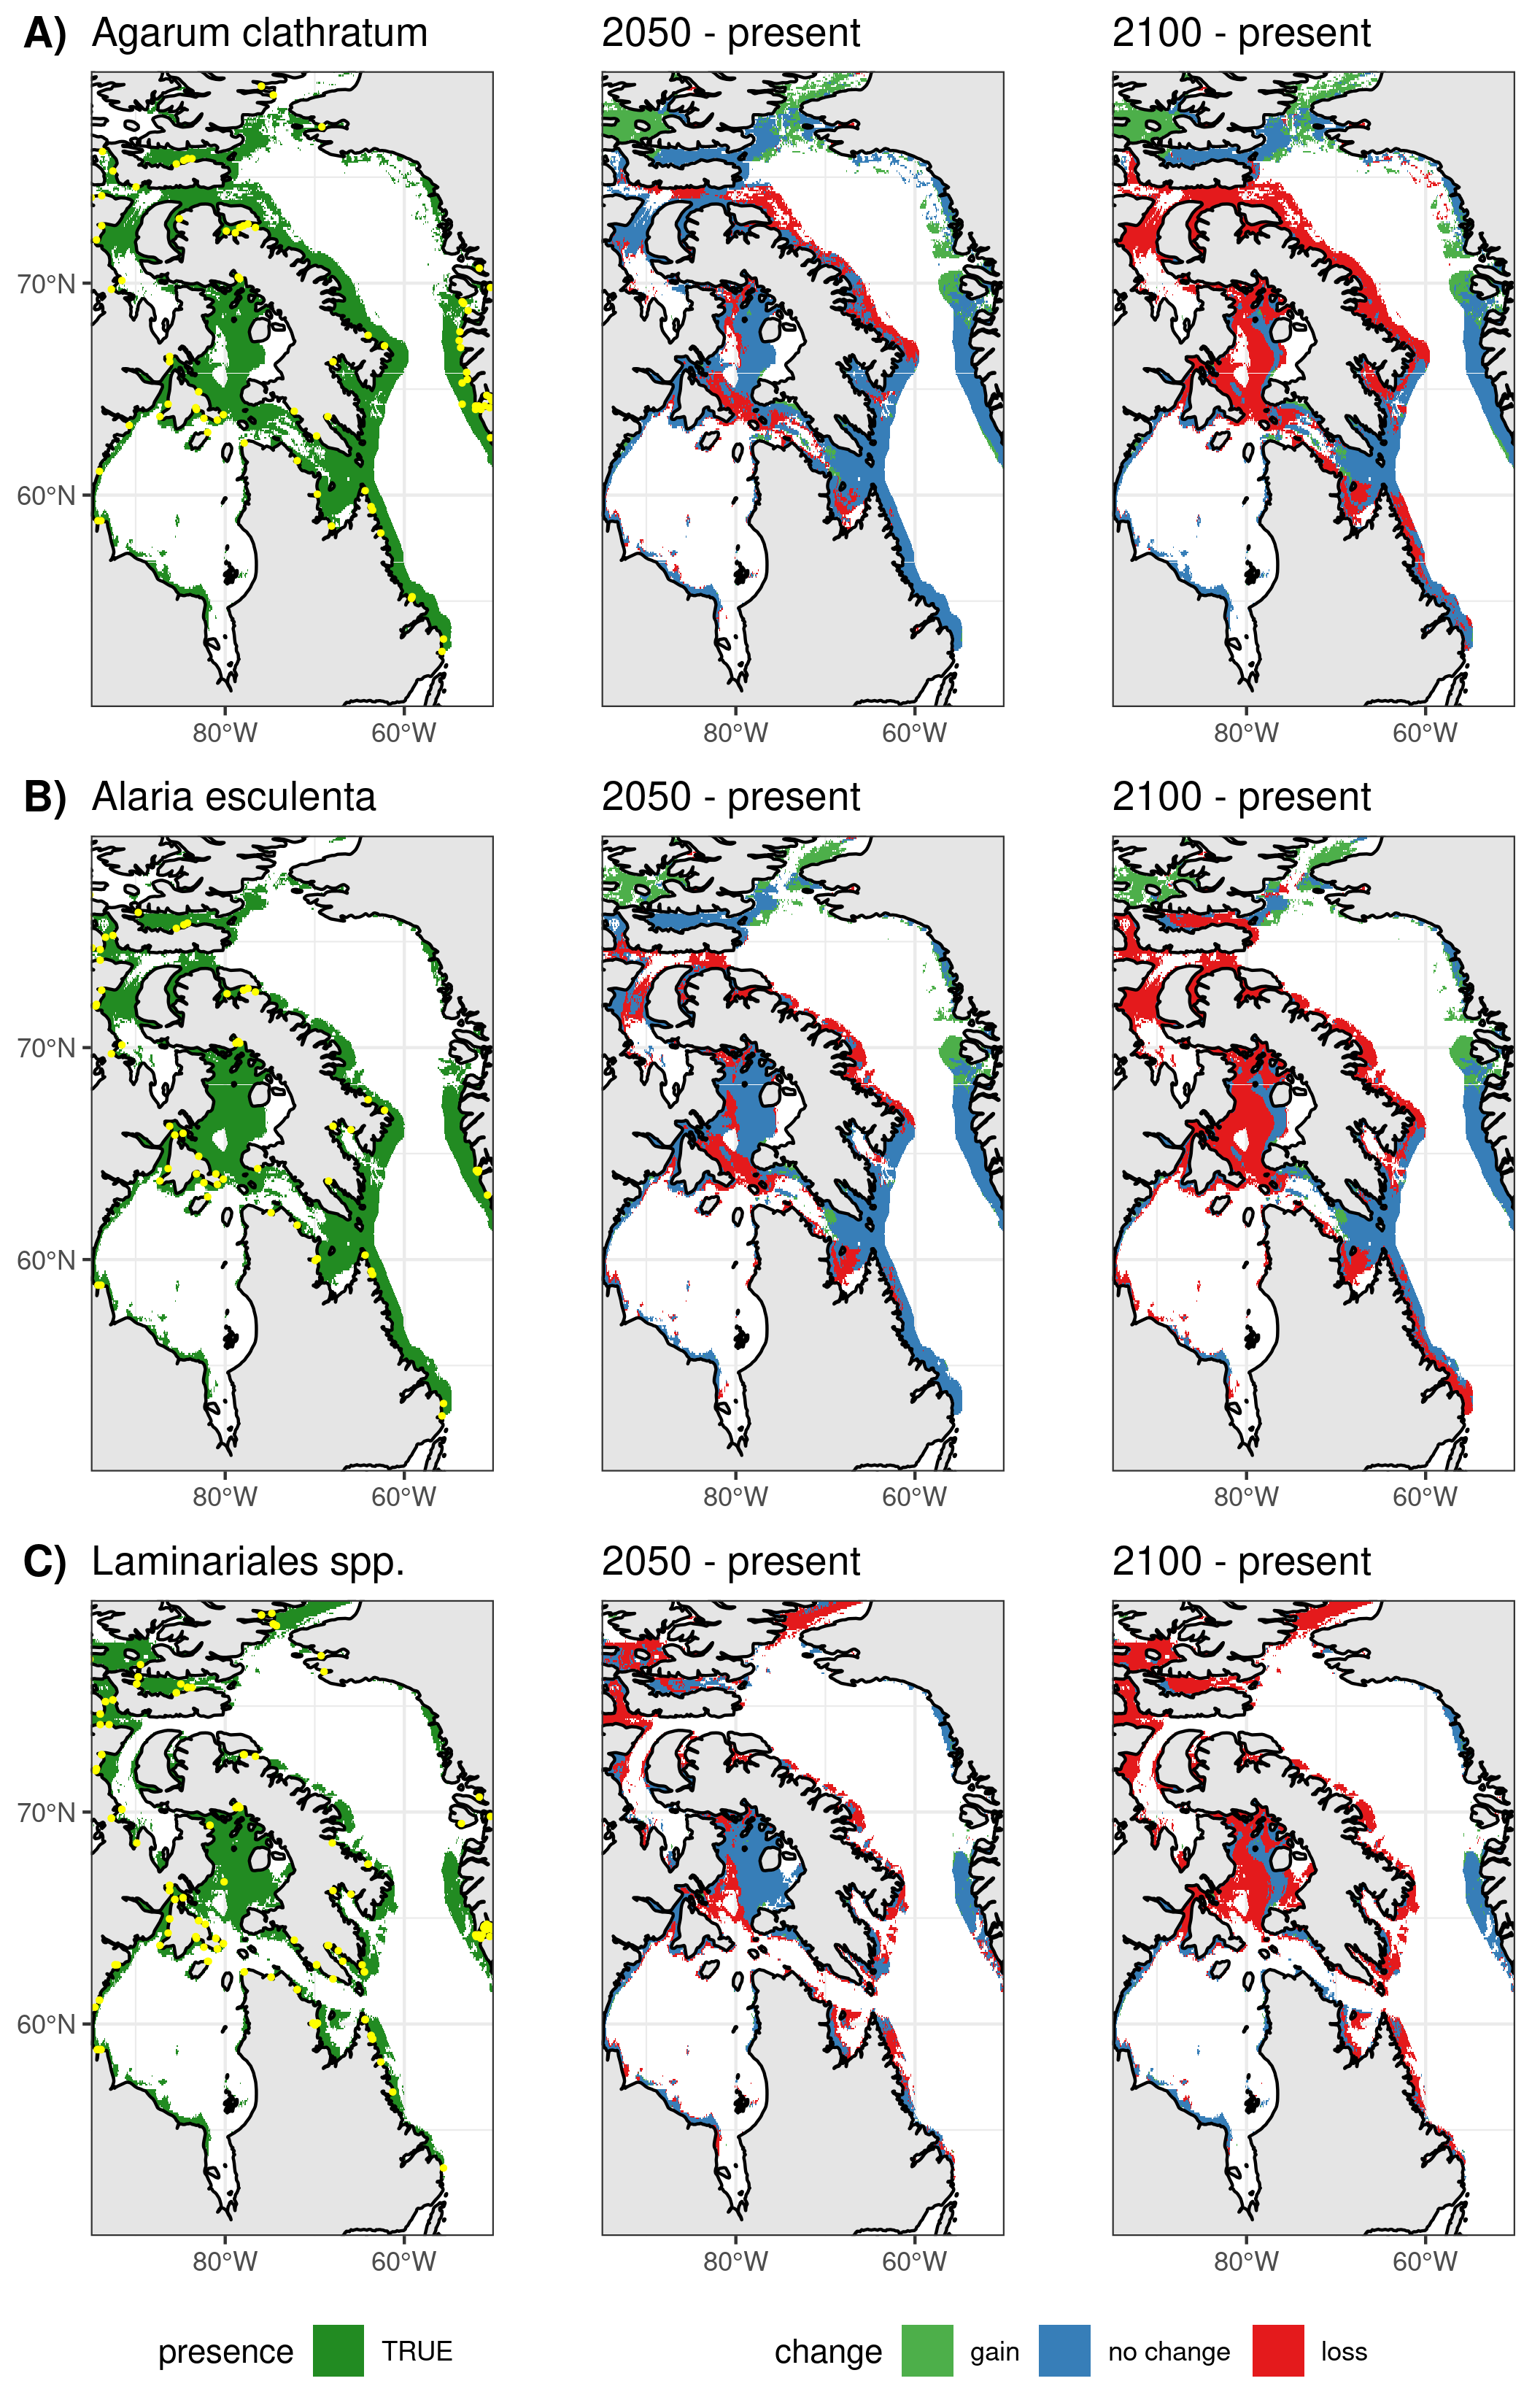 A) Agarum clathratum 2050 - present 2100 - present
70°N
60°N
80°W 60°W 80°W 60°W 80°W 60°W
B) Alaria esculenta 2050 - present 2100 - present
70°N
60°N
80°W 60°W 80°W 60°W 80°W 60°W
C) Laminariales spp. 2050 - present 2100 - present
70°N
60°N
80°W 60°W 80°W 60°W 80°W 60°W
presence TRUE change gain no change loss